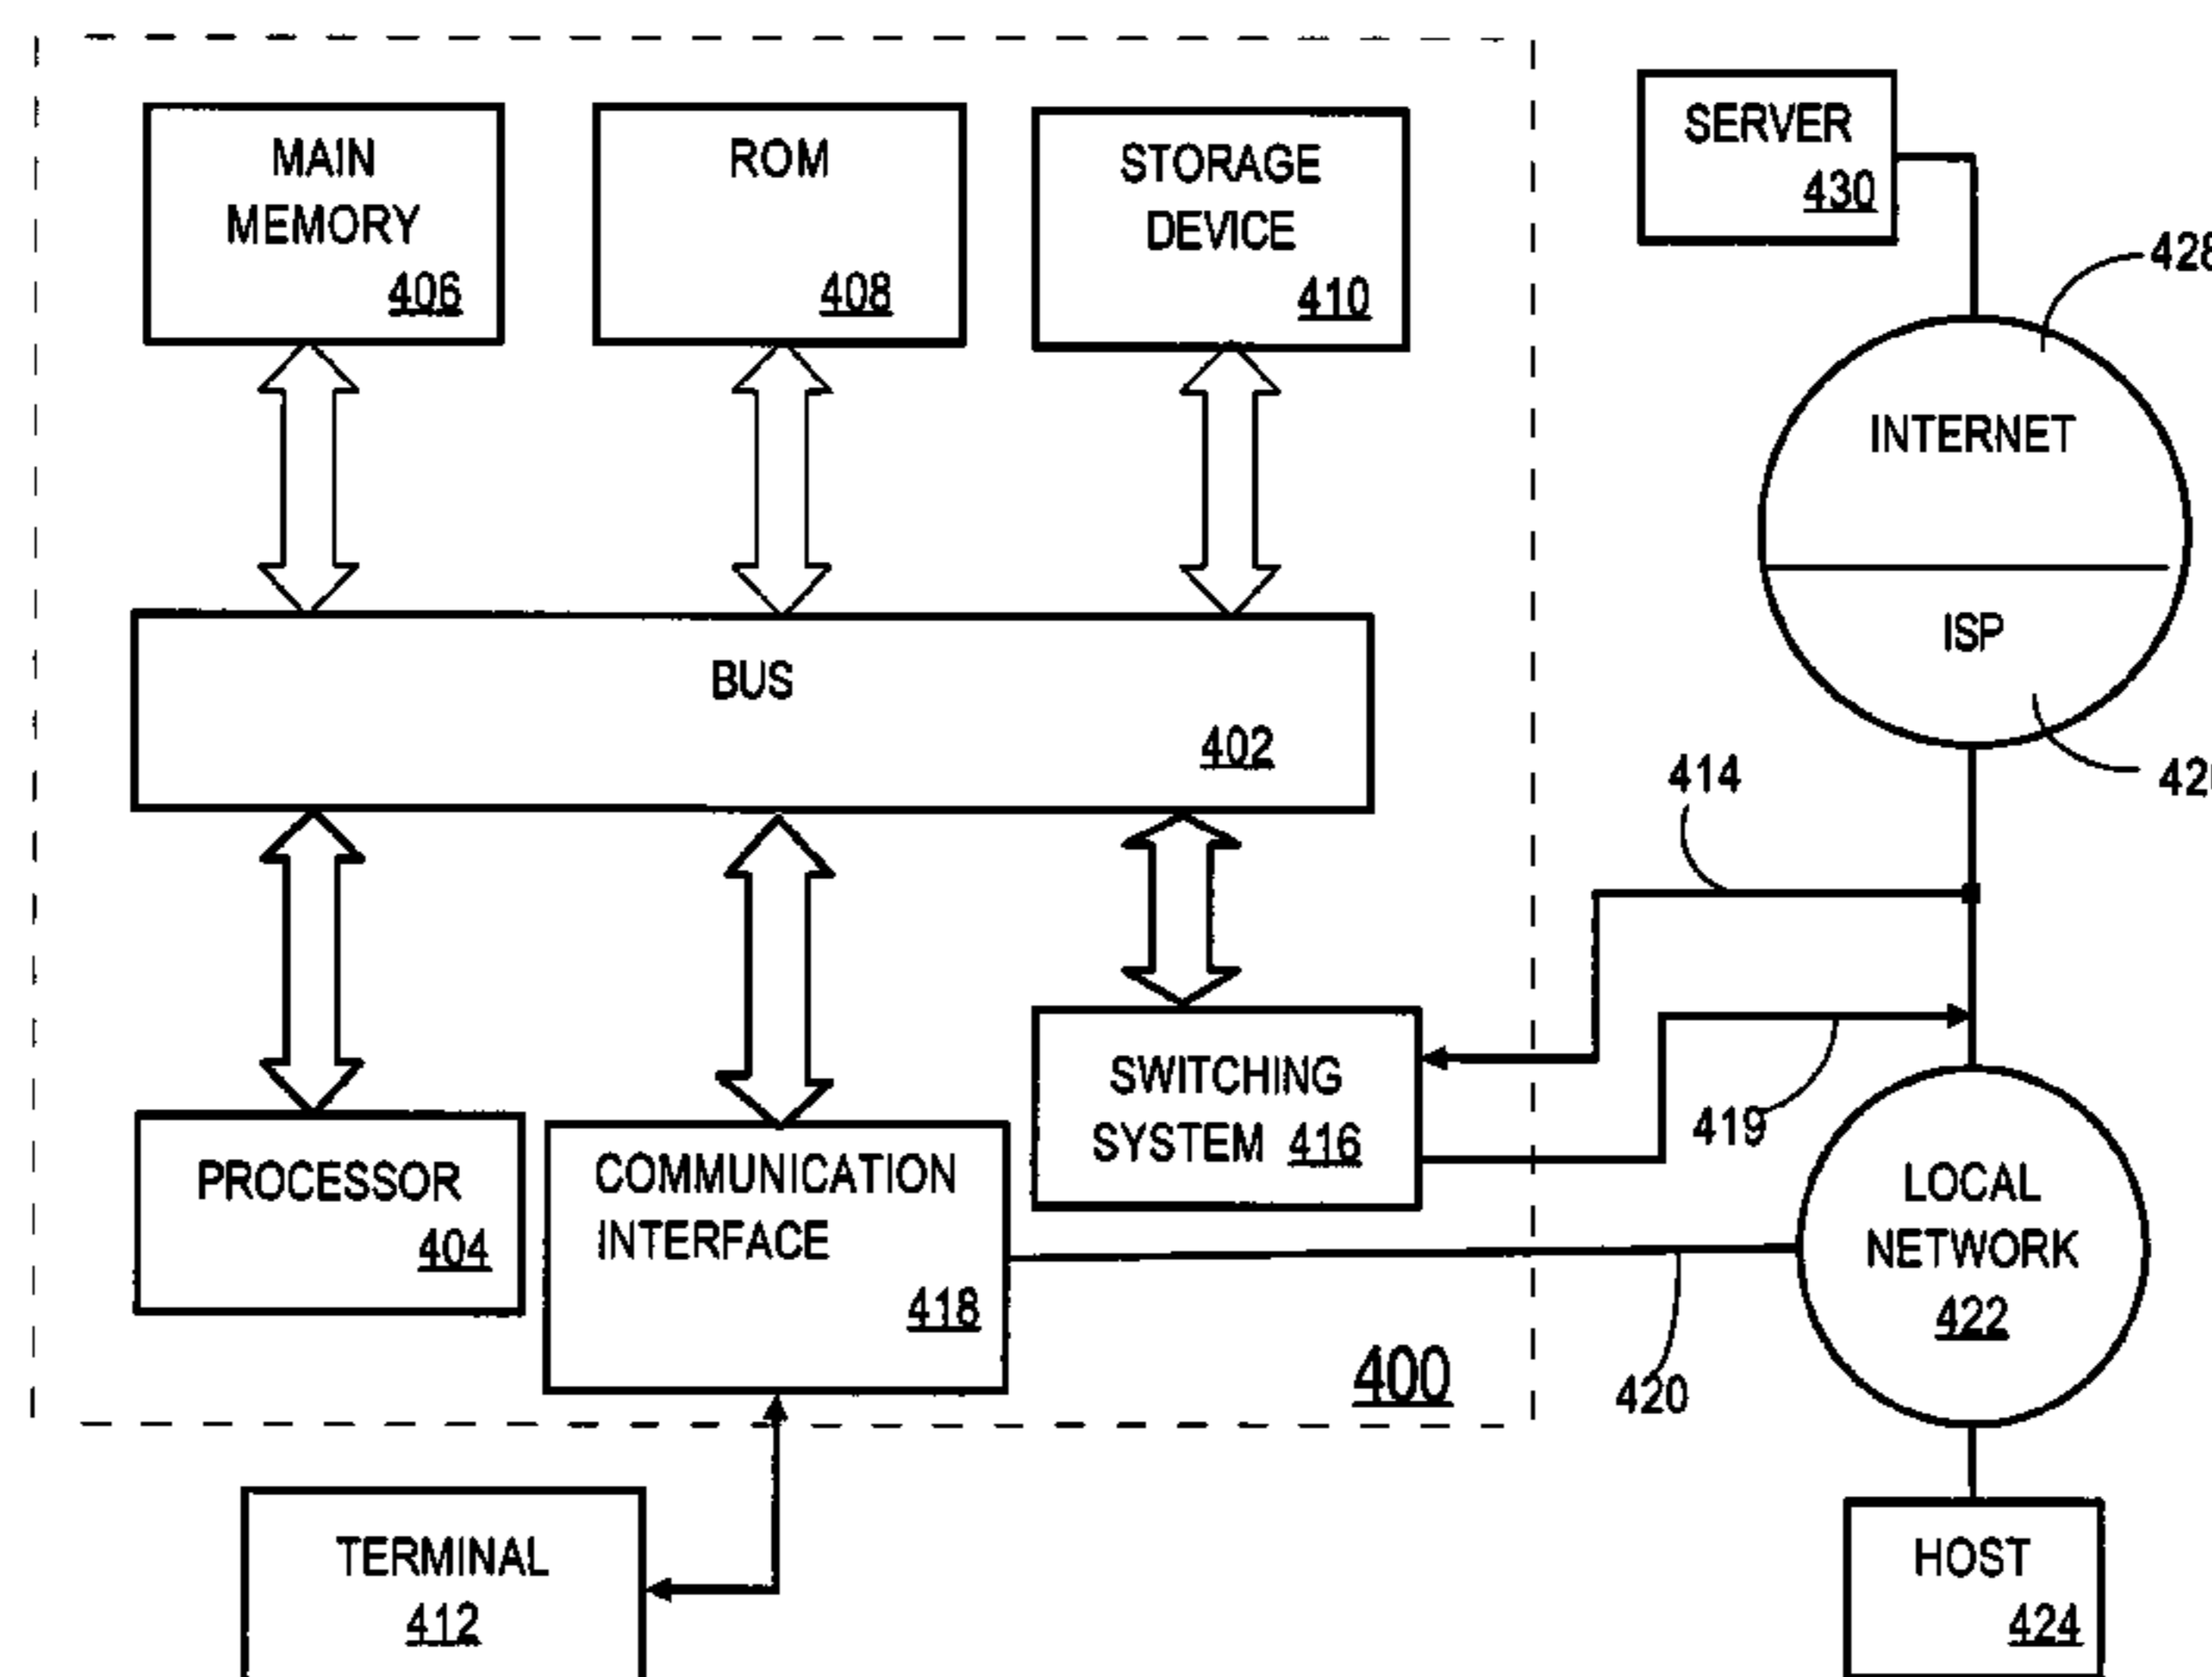 MAIN
MEMORY
406
ROM
408
STORAGE
DEVICE
410
SERVER
430
428
INTERNET
ISP
BUS
402
414
PROCESSOR
404
COMMUNICATION
INTERFACE
418
SWITCHING
SYSTEM 416
419
LOCAL
NETWORK
422
400
420
TERMINAL
412
HOST
424